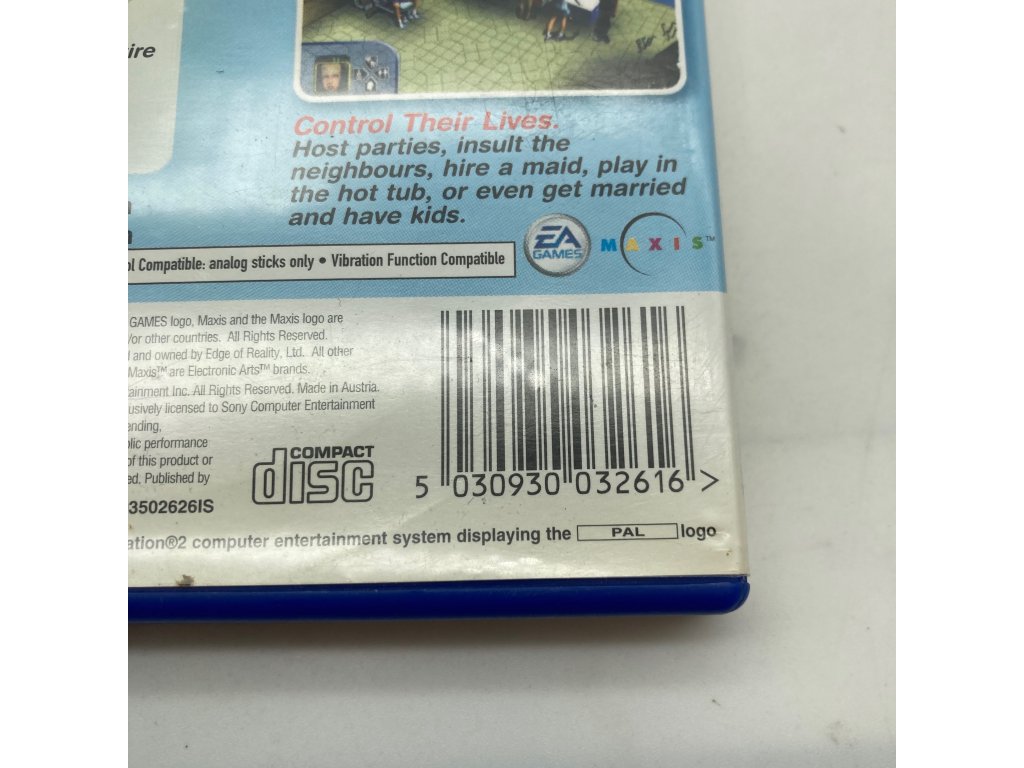 ire
Control Their Lives.
Host parties, insult the
neighbours, hire a maid, play in
the hot tub, or even get married
and have kids.
Compatible: analog sticks only • Vibration Function Compatible
EA
GAMES
MAXIS™
GAMES logo, Maxis and the Maxis logo are
/or other countries. All Rights Reserved.
and owned by Edge of Reality, Ltd. All other
Maxis™ are Electronic Arts™ brands.
ainment Inc. All Rights Reserved. Made in Austria.
usively licensed to Sony Computer Entertainment
ending,
lic performance
of this product or
ed. Published by
3502626IS
COMPACT
disc
5 030930 032616 >
ation®2 computer entertainment system displaying the PAL logo